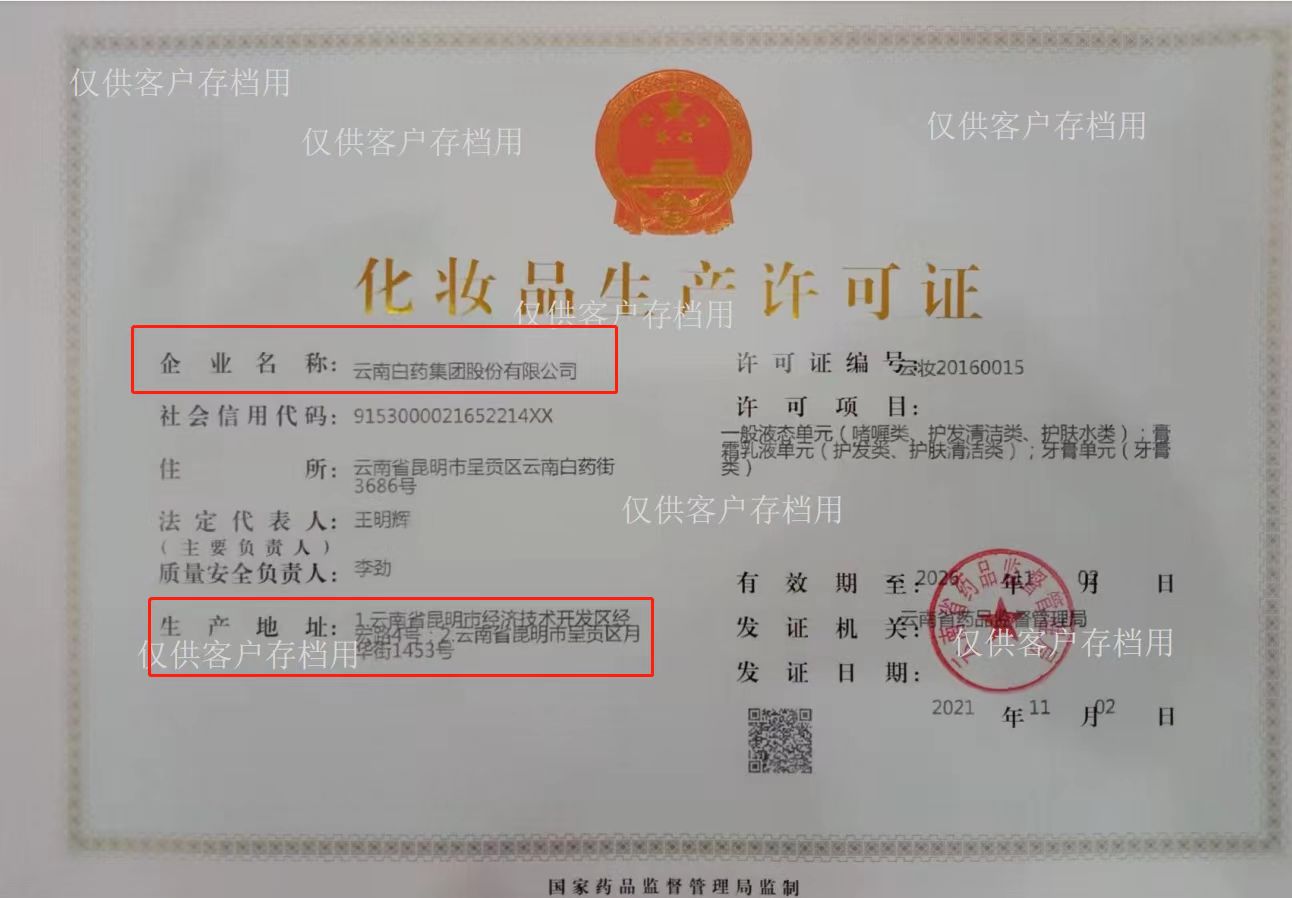 仅供客户存档用
仅供客户存档用
仅供客户存档用
化妆品生产许可证
仅供客户存档用
企业名称：云南白药集团股份有限公司
许可证编号：云妆20160015
社会信用代码：9153000021652214XX
许可项目：
一般液态单元（啫喱类、护发清洁类、护肤水类）；膏
霜乳液单元（护发类、护肤清洁类）；牙膏单元（牙膏
类）
住所：云南省昆明市呈贡区云南白药街
3686号
仅供客户存档用
法定代表人：王明辉
（主要负责人）
质量安全负责人：李劲
有效期至：2026年11月02日
生产地址：1.云南省昆明市经济技术开发区经
路4号；2.云南省昆明市呈贡区月
华街1453号
发证机关：云南省药品监督管理局
仅供客户存档用
仅供客户存档用
发证日期：
2021年11月02日
国家药品监督管理局监制